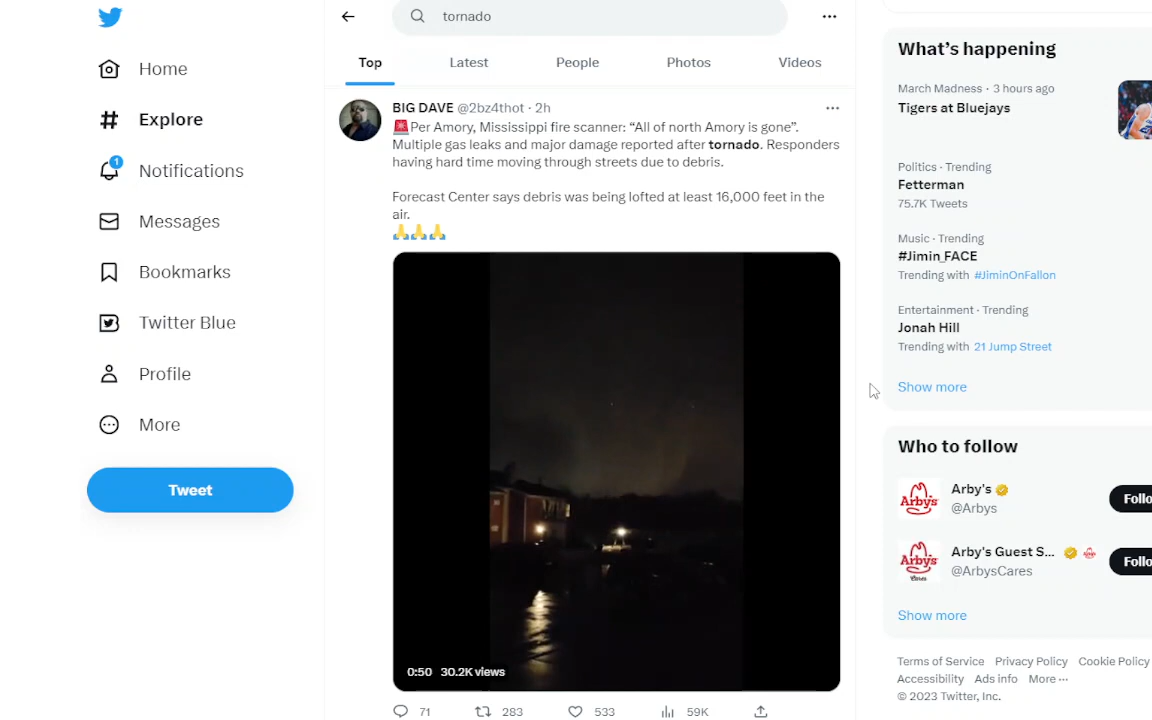 tornado
Top
Latest
People
Photos
Videos
Home
Explore
1
Notifications
Messages
Bookmarks
Twitter Blue
Profile
More
Tweet
BIG DAVE @2bz4thot · 2h
🚨Per Amory, Mississippi fire scanner: “All of north Amory is gone”.
Multiple gas leaks and major damage reported after tornado. Responders
having hard time moving through streets due to debris.
Forecast Center says debris was being lofted at least 16,000 feet in the
air.
🙏🙏🙏
0:50 30.2K views
71
283
533
59K
What’s happening
March Madness · 3 hours ago
Tigers at Bluejays
Politics · Trending
Fetterman
75.7K Tweets
Music · Trending
#Jimin_FACE
Trending with #JiminOnFallon
Entertainment · Trending
Jonah Hill
Trending with 21 Jump Street
Show more
Who to follow
Arby's
Arby's
@Arbys
Follo
Arby's
Cares
Arby's Guest S...
@ArbysCares
Follo
Show more
Terms of Service Privacy Policy Cookie Policy
Accessibility Ads info More ···
© 2023 Twitter, Inc.